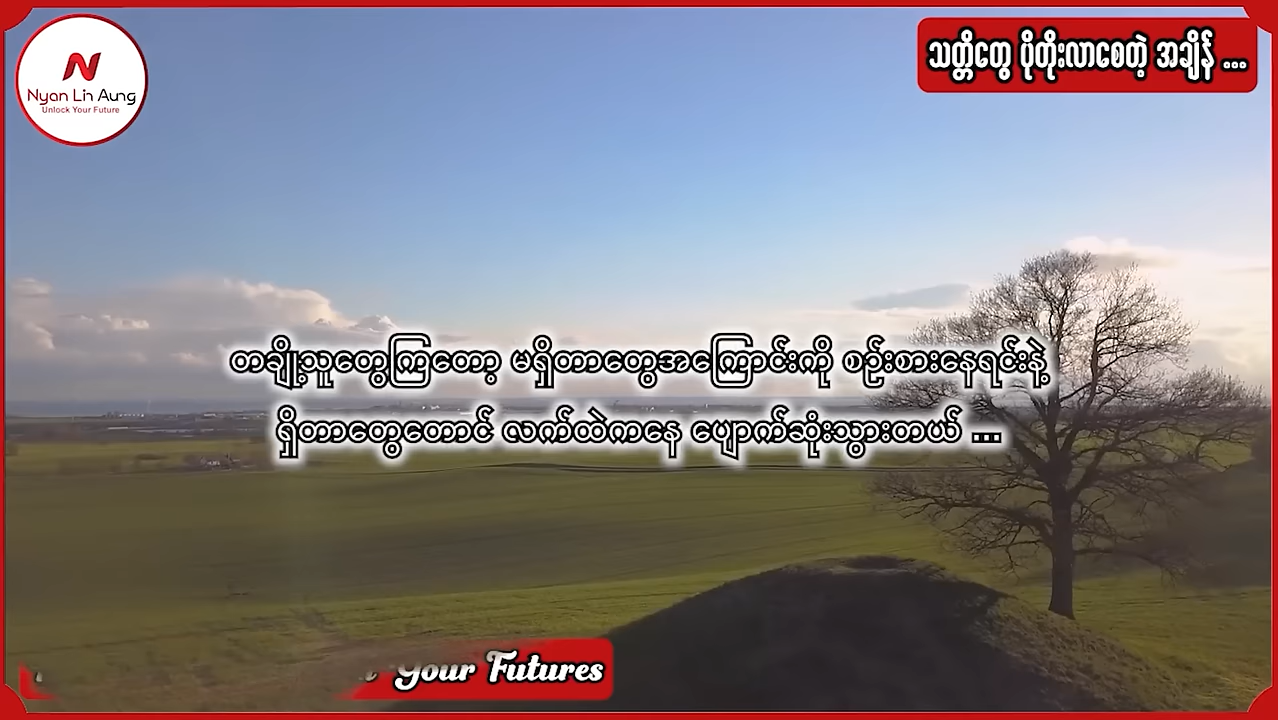 Nyan Lin Aung
Unlock Your Future
သတ္တိတွေ ပိုတိုးလာစေတဲ့ အချိန် ...
တချို့သူတွေကြတော့ မရှိတာတွေအကြောင်းကို စဉ်းစားနေရင်းနဲ့
ရှိတာတွေတောင် လက်ထဲကနေ ပျောက်ဆုံးသွားတယ် ...
Your Futures